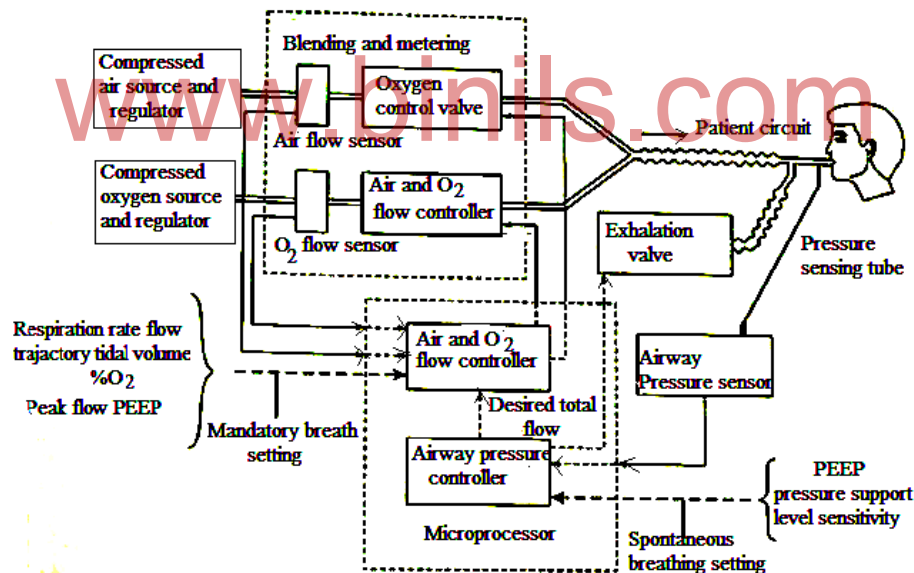 www.binils.com
Blending and metering
Compressed
air source and
regulator
Oxygen
control valve
Air flow sensor
Patient circuit
Compressed
oxygen source
and regulator
Air and O2
flow controller
O2 flow sensor
Exhalation
valve
Pressure
sensing tube
Respiration rate flow
trajactory tidal volume
%O2
Peak flow PEEP
Air and O2
flow controller
Airway
Pressure sensor
Mandatory breath
setting
Desired total
flow
Airway pressure
controller
PEEP
pressure support
level sensitivity
Microprocessor
Spontaneous
breathing setting